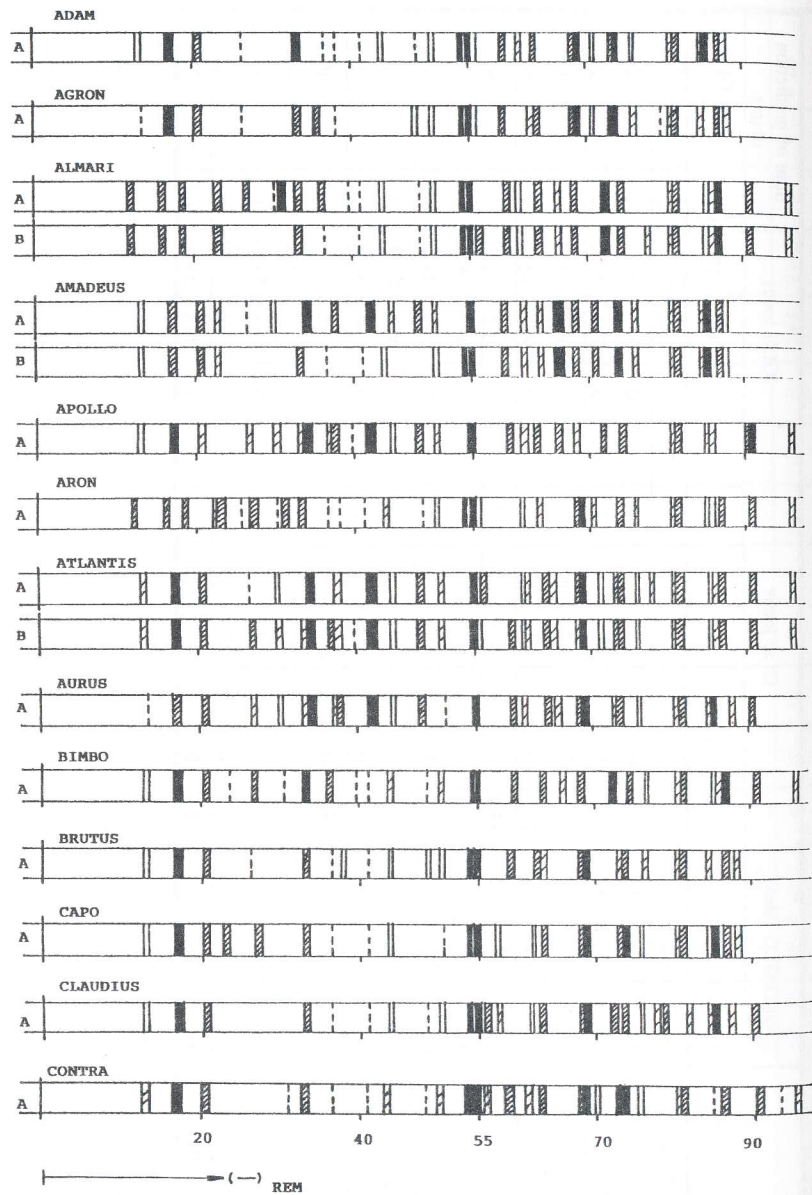 ADAM
A
AGRON
A
ALMARI
A
B
AMADEUS
A
B
APOLLO
A
ARON
A
ATLANTIS
A
B
AURUS
A
BIMBO
A
BRUTUS
A
CAPO
A
CLAUDIUS
A
CONTRA
A
20 40 55 70 90
(—)
REM